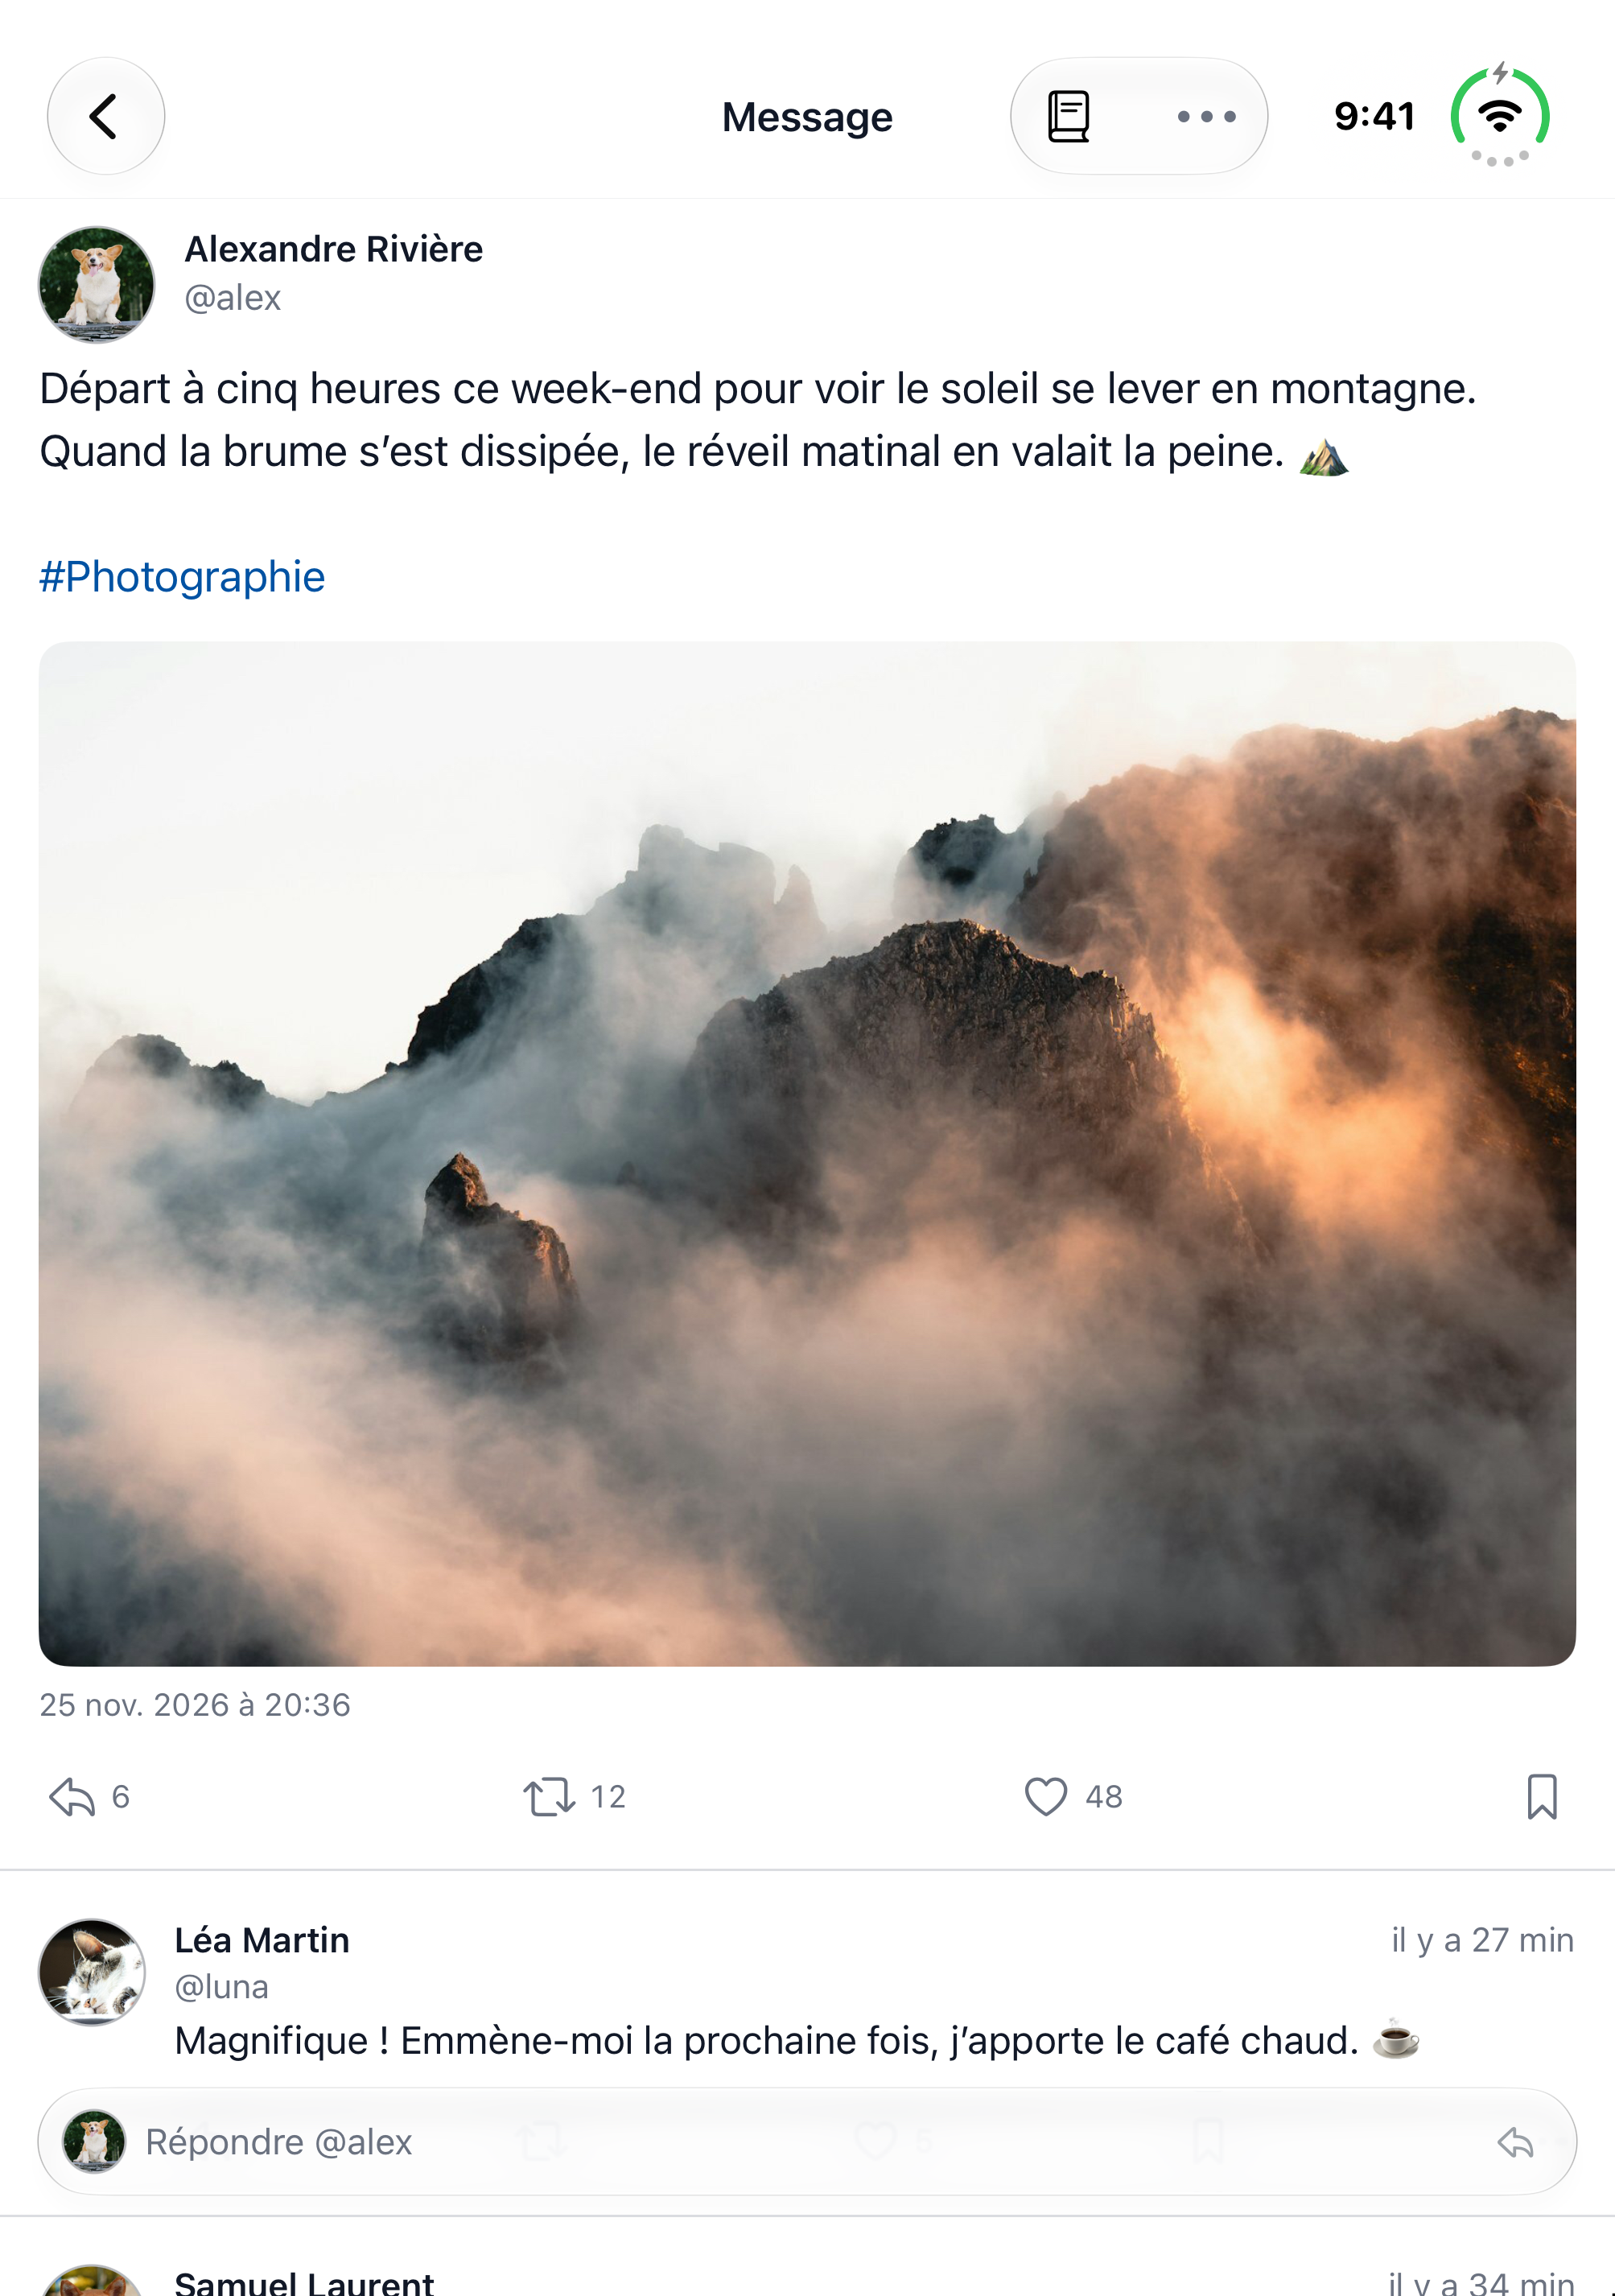 Message
9:41
Alexandre Rivière
@alex
Départ à cinq heures ce week-end pour voir le soleil se lever en montagne.
Quand la brume s’est dissipée, le réveil matinal en valait la peine. ⛰️
#Photographie
25 nov. 2026 à 20:36
6
12
48
Léa Martin
il y a 27 min
@luna
Magnifique ! Emmène-moi la prochaine fois, j’apporte le café chaud. ☕
Répondre @alex
5
Samuel Laurent
il y a 34 min